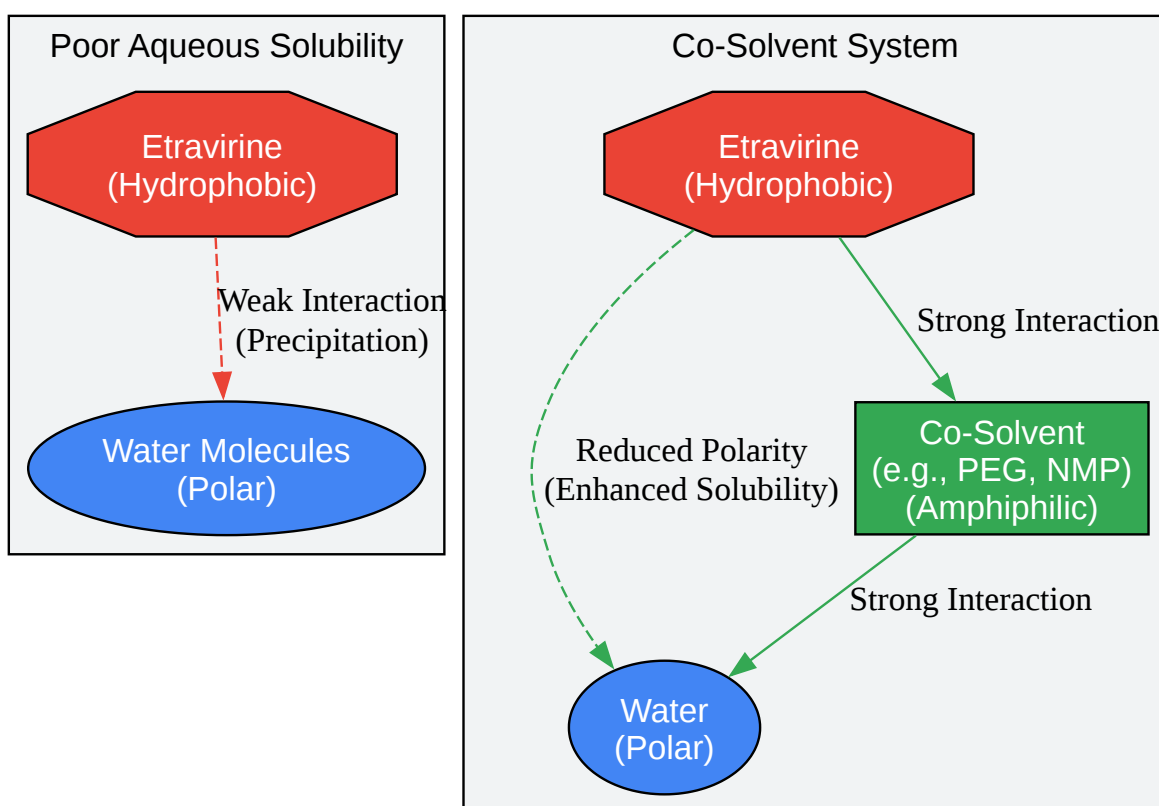 Poor Aqueous Solubility
Etravirine
(Hydrophobic)
Weak Interaction
(Precipitation)
Water Molecules
(Polar)
Co-Solvent System
Etravirine
(Hydrophobic)
Strong Interaction
Co-Solvent
(e.g., PEG, NMP)
(Amphiphilic)
Reduced Polarity
(Enhanced Solubility)
Strong Interaction
Water
(Polar)